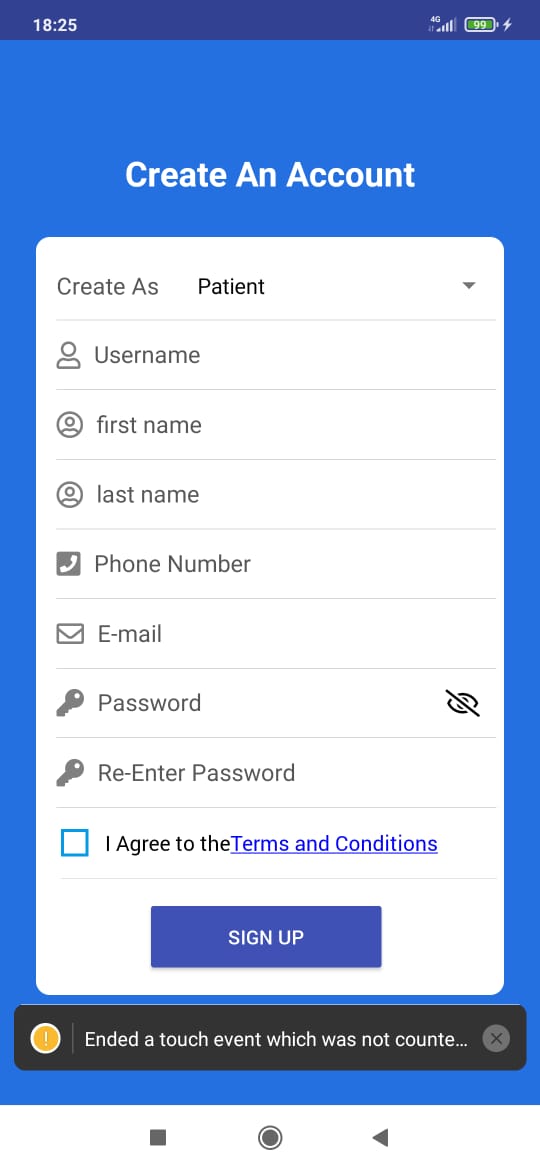 18:25
4G
99
Create An Account
Create As Patient
Username
first name
last name
Phone Number
E-mail
Password
Re-Enter Password
I Agree to theTerms and Conditions
SIGN UP
Ended a touch event which was not counte...